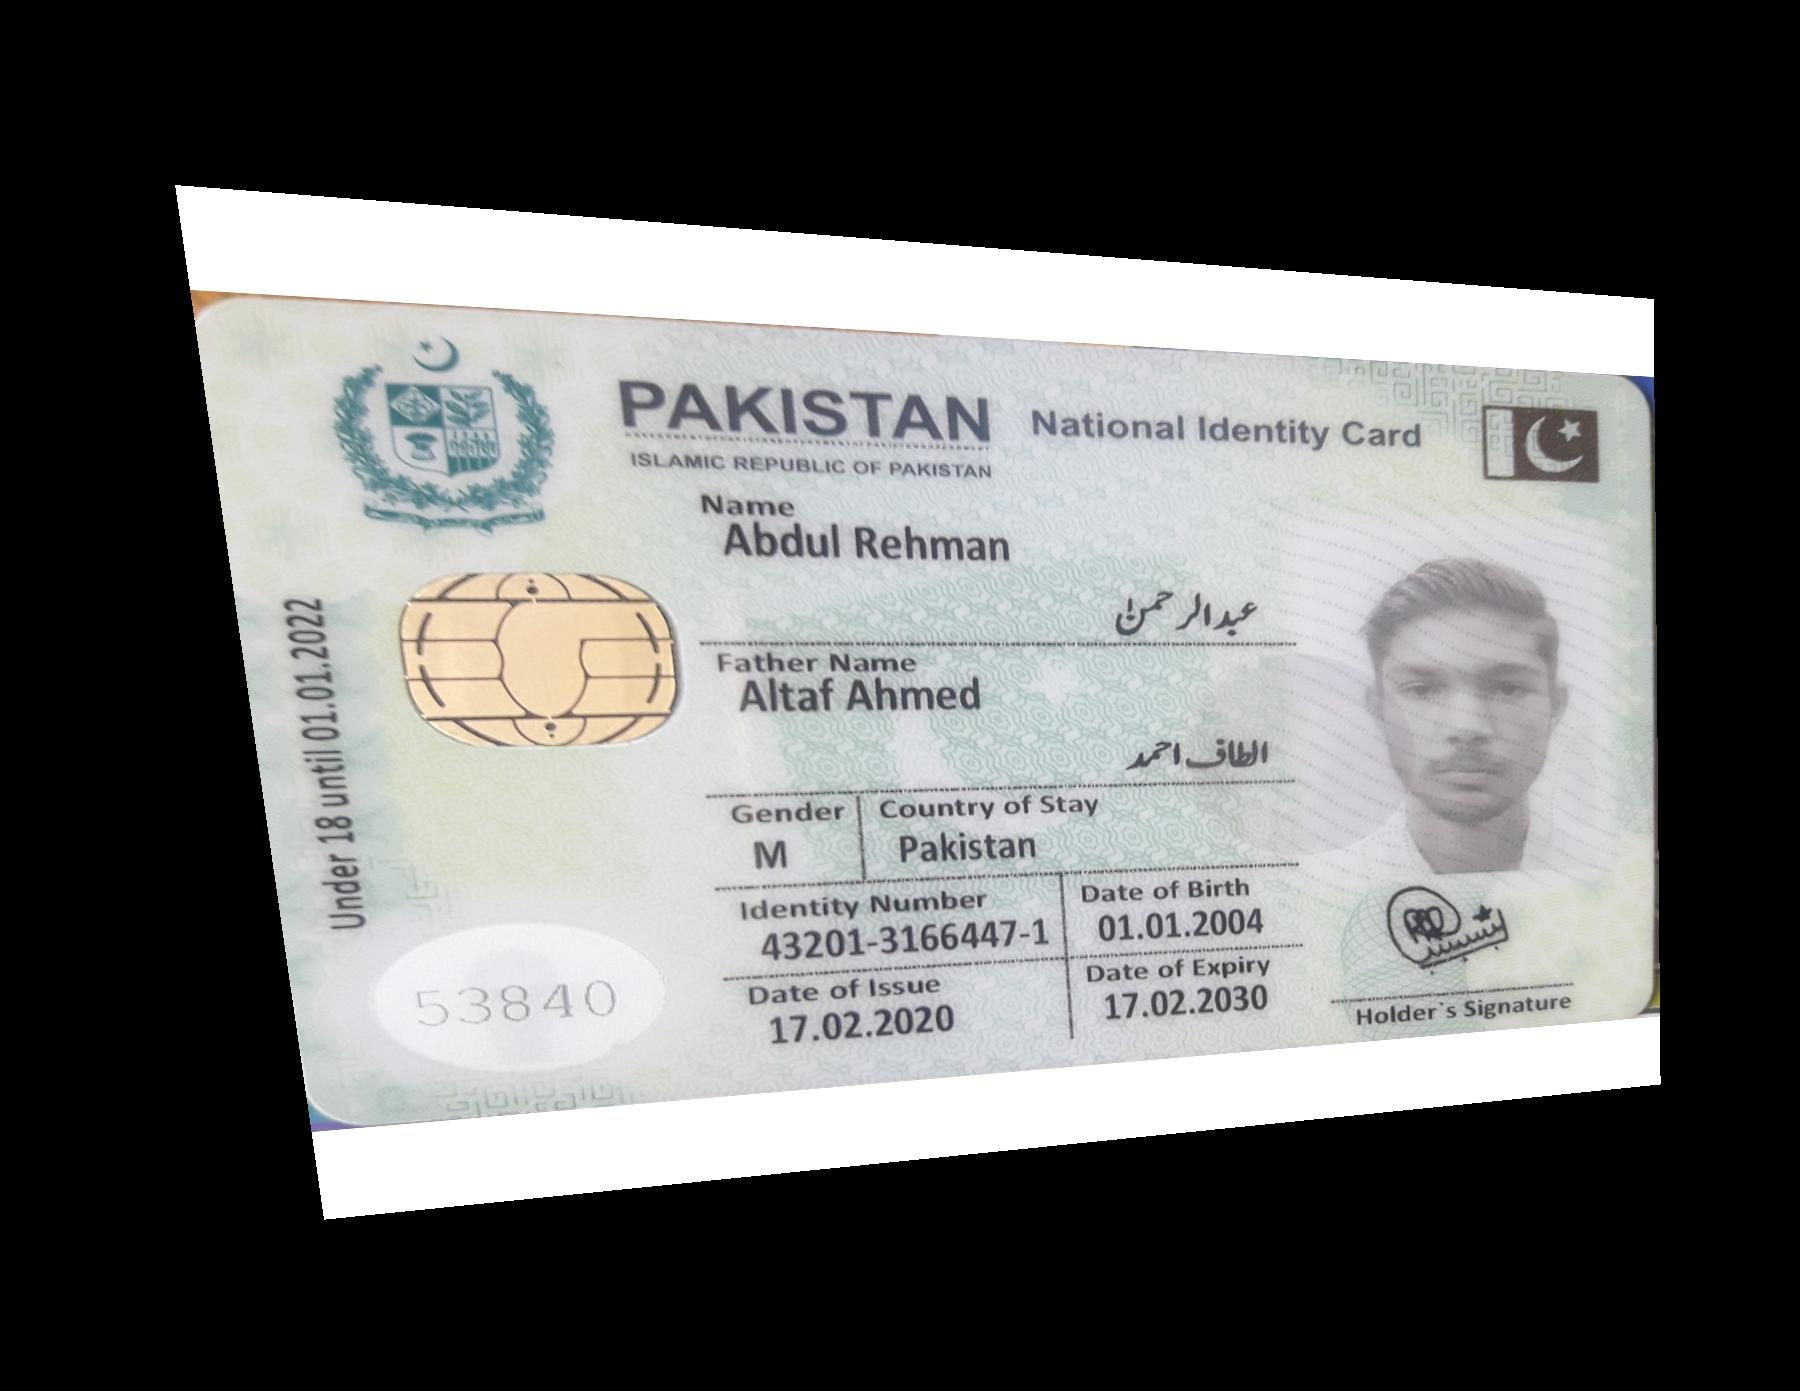 PAKISTAN National Identity Card
ISLAMIC REPUBLIC OF PAKISTAN
Name
Abdul Rehman
عبدالرحمنٰ
Father Name
Altaf Ahmed
الطاف احمد
Gender Country of Stay
M Pakistan
Identity Number Date of Birth
43201-3166447-1 01.01.2004
Date of Issue Date of Expiry
17.02.2020 17.02.2030
Holder`s Signature
Under 18 until 01.01.2022
53840